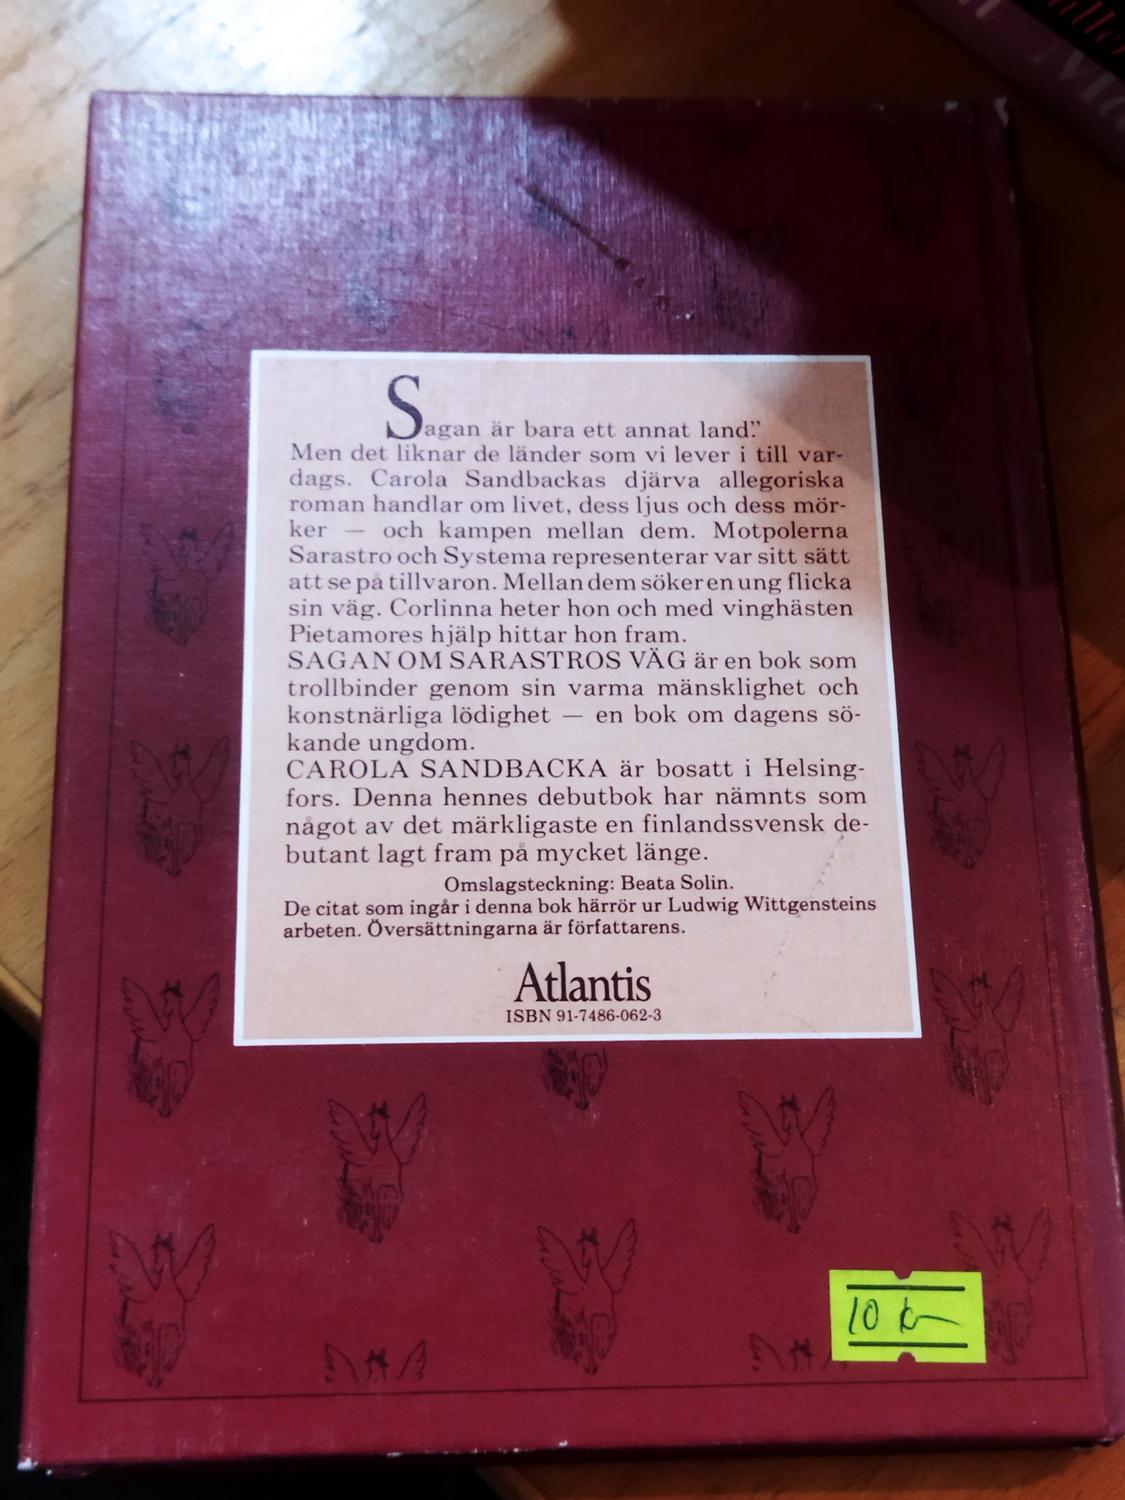 Sagan är bara ett annat land."
Men det liknar de länder som vi lever i till var-
dags. Carola Sandbackas djärva allegoriska
roman handlar om livet, dess ljus och dess mör-
ker — och kampen mellan dem. Motpolerna
Sarastro och Systema representerar var sitt sätt
att se på tillvaron. Mellan dem söker en ung flicka
sin väg. Corlinna heter hon och med vinghästen
Pietamores hjälp hittar hon fram.
SAGAN OM SARASTROS VÄG är en bok som
trollbinder genom sin varma mänsklighet och
konstnärliga lödighet — en bok om dagens sö-
kande ungdom.
CAROLA SANDBACKA är bosatt i Helsing-
fors. Denna hennes debutbok har nämnts som
något av det märkligaste en finlandssvensk de-
butant lagt fram på mycket länge.
Omslagsteckning: Beata Solin.
De citat som ingår i denna bok härrör ur Ludwig Wittgensteins
arbeten. Översättningarna är författarens.
Atlantis
ISBN 91-7486-062-3
10 kr